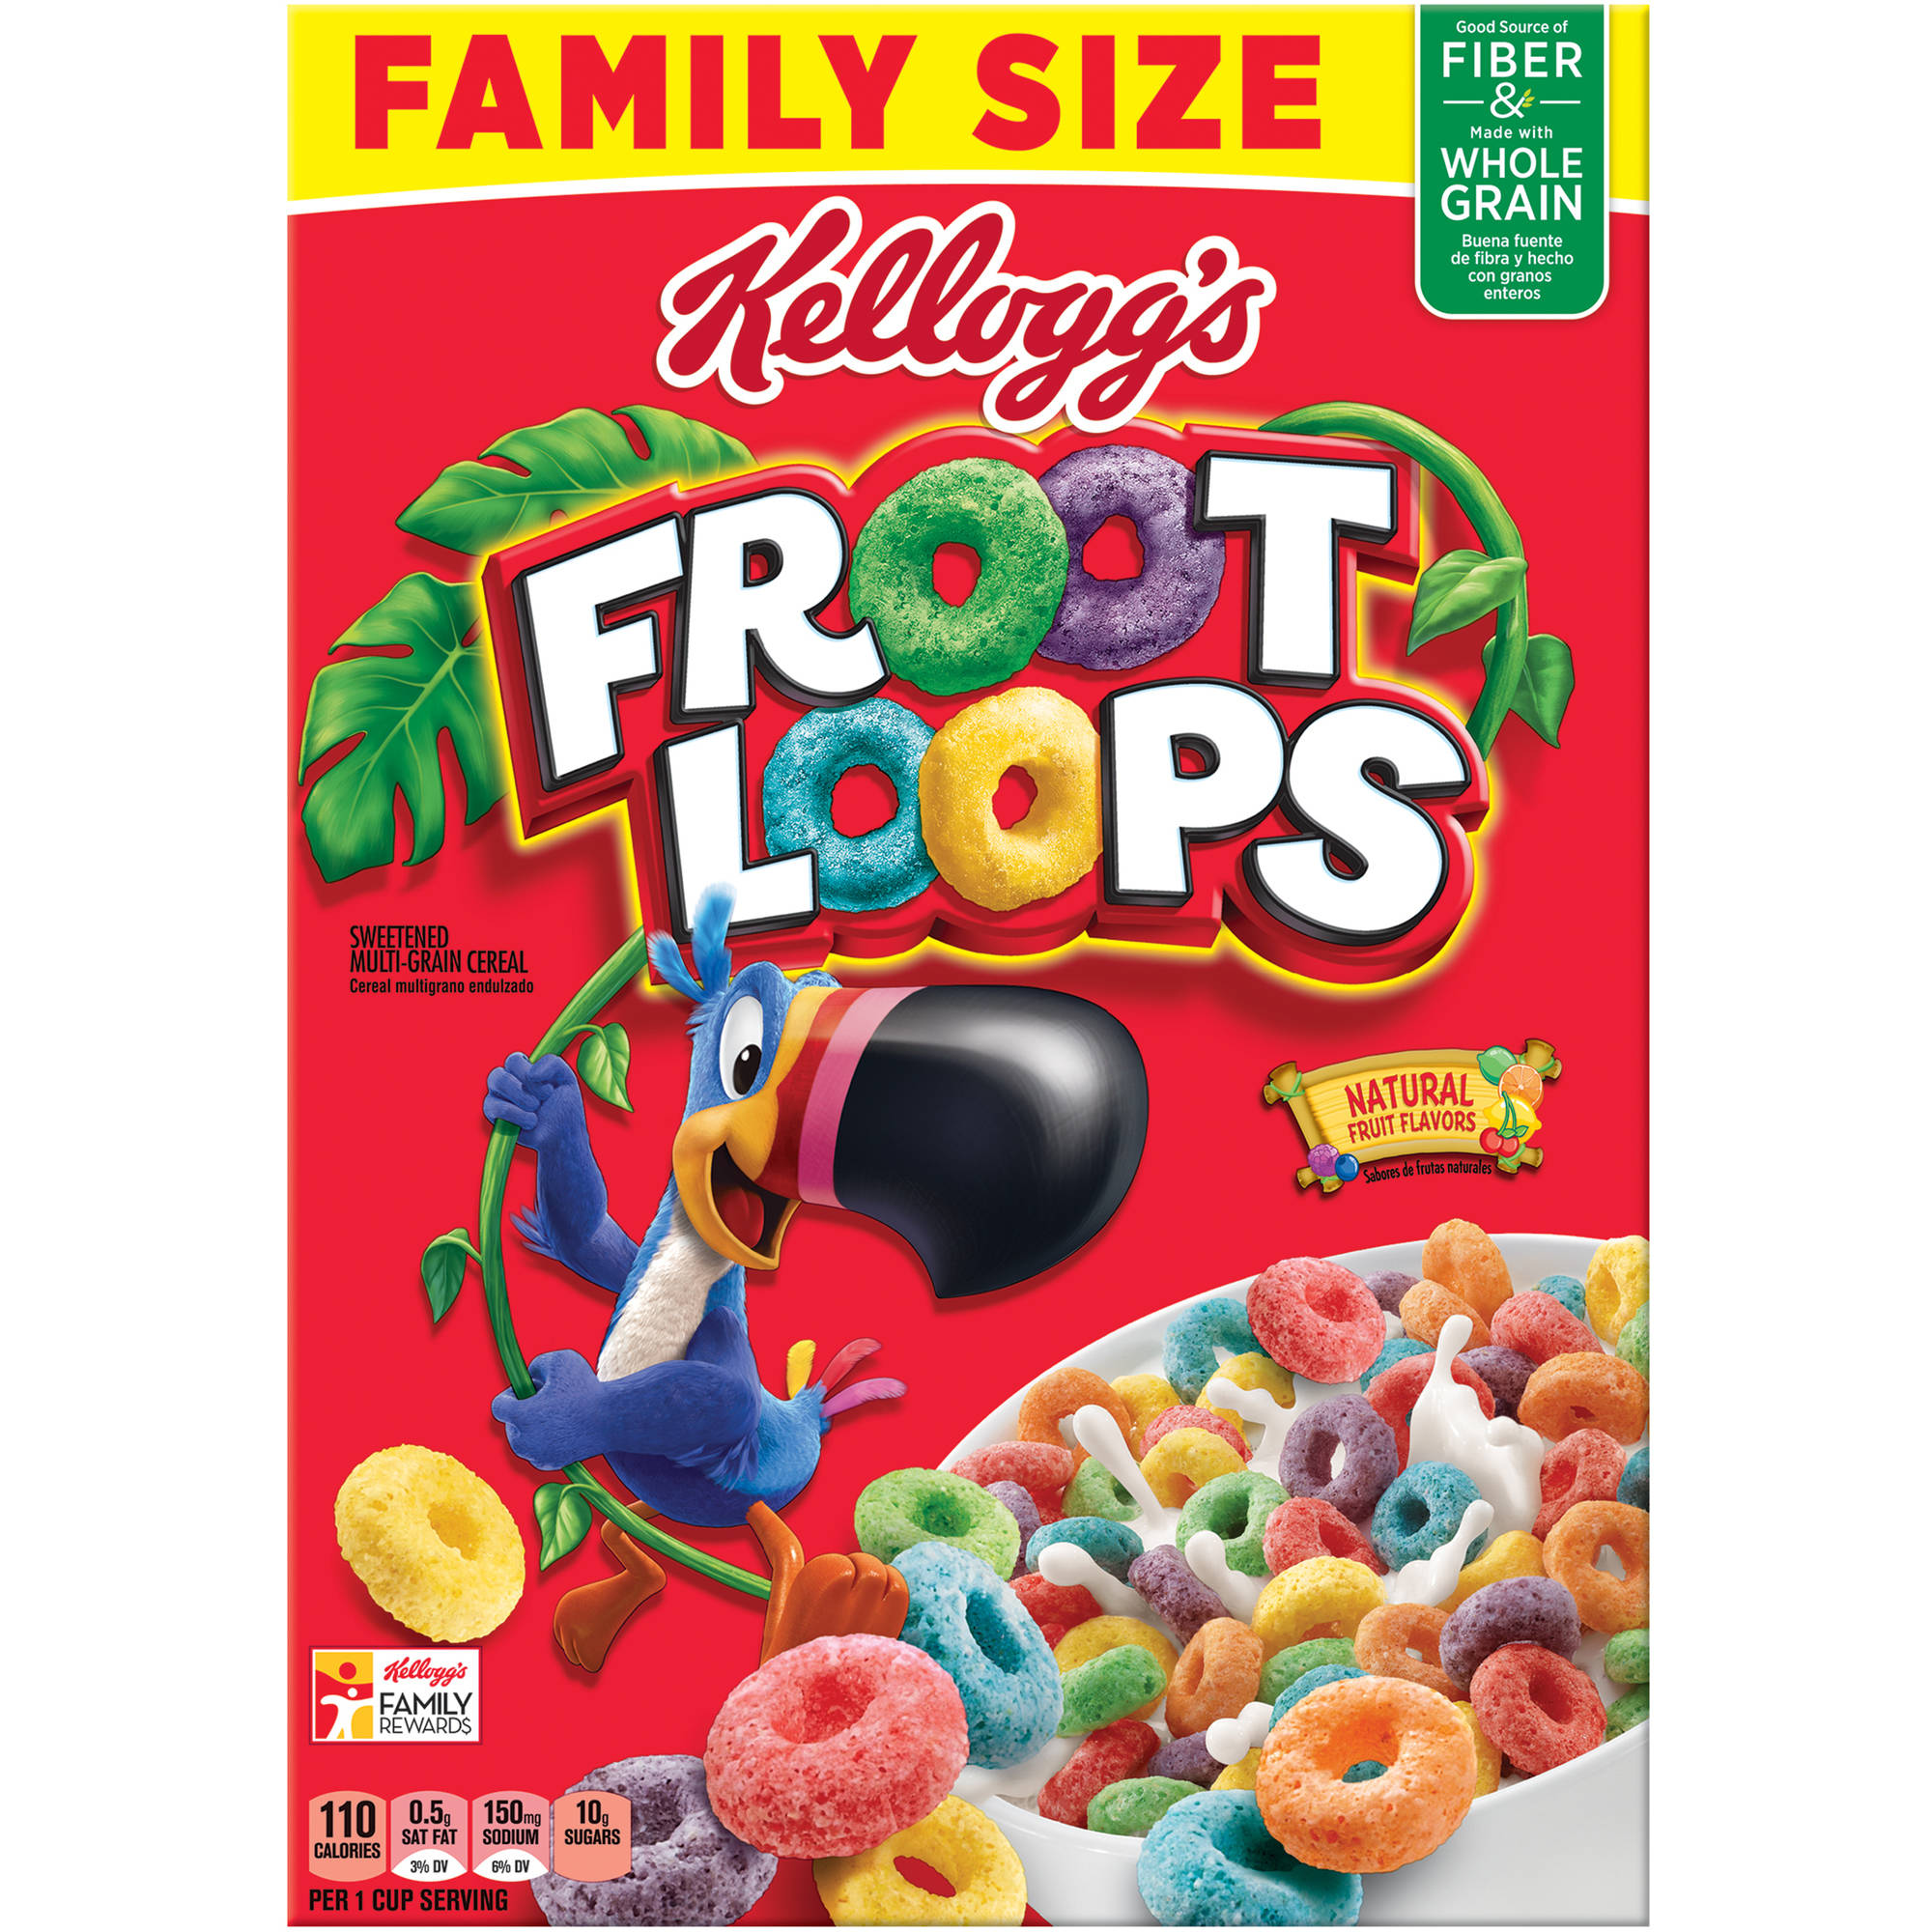 FAMILY SIZE
Good Source of
FIBER
&
Made with
WHOLE
GRAIN
Buena fuente
de fibra y hecho
con granos
enteros
Kellogg's
FROOT
LOOPS
SWEETENED
MULTI-GRAIN CEREAL
Cereal multigrano endulzado
NATURAL
FRUIT FLAVORS
Sabores de frutas naturales
Kellogg's
FAMILY
REWARDS
110
CALORIES
0.5g
SAT FAT
3% DV
150mg
SODIUM
6% DV
10g
SUGARS
PER 1 CUP SERVING